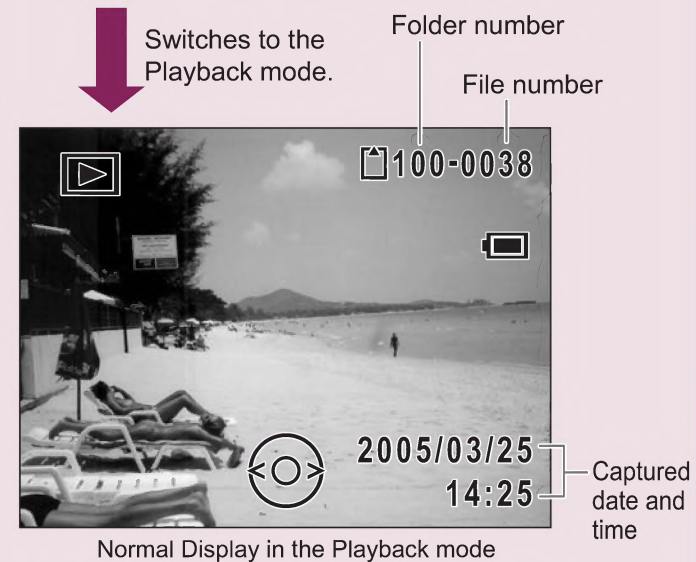 Switches to the
Playback mode.
Folder number
File number
100-0038
2005/03/25
14:25
Captured
date and
time
Normal Display in the Playback mode